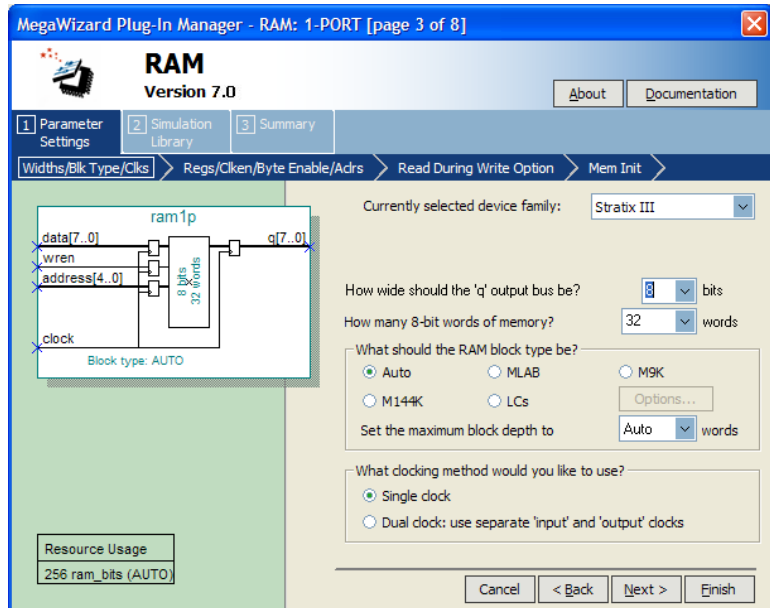 MegaWizard Plug-In Manager - RAM: 1-PORT [page 3 of 8]
RAM
Version 7.0
About
Documentation
1 Parameter Settings
2 Simulation Library
3 Summary
Widths/Blk Type/Clks
Regs/Clken/Byte Enable/Aclrs
Read During Write Option
Mem Init
ram1p
data[7..0]
q[7..0]
wren
address[4..0]
8 bits
32 words
clock
Block type: AUTO
Currently selected device family:
Stratix III
How wide should the 'q' output bus be?
8
bits
How many 8-bit words of memory?
32
words
What should the RAM block type be?
Auto
MLAB
M9K
M144K
LCs
Options...
Set the maximum block depth to
Auto
words
What clocking method would you like to use?
Single clock
Dual clock: use separate 'input' and 'output' clocks
Resource Usage
256 ram_bits (AUTO)
Cancel
< Back
Next >
Finish